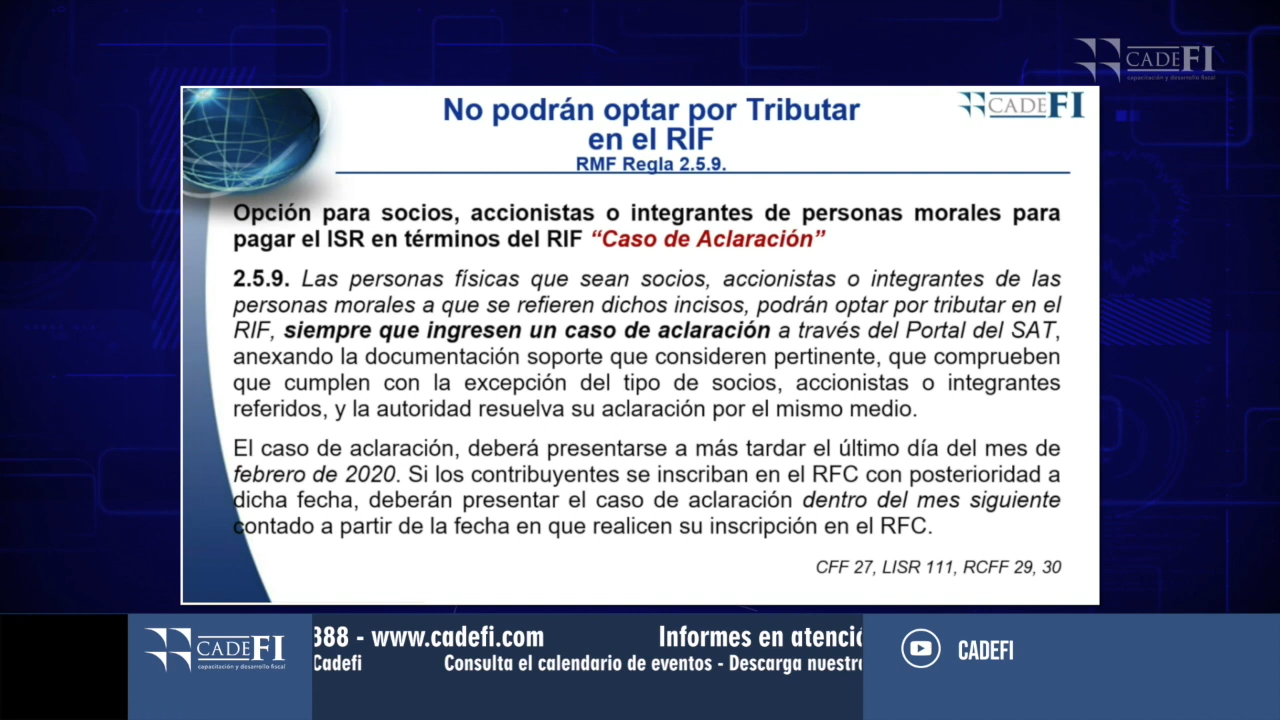 CADEFI
capacitación y desarrollo fiscal
No podrán optar por Tributar
en el RIF
RMF Regla 2.5.9.
CADEFI
Opción para socios, accionistas o integrantes de personas morales para
pagar el ISR en términos del RIF “Caso de Aclaración”
2.5.9. Las personas físicas que sean socios, accionistas o integrantes de las
personas morales a que se refieren dichos incisos, podrán optar por tributar en el
RIF, siempre que ingresen un caso de aclaración a través del Portal del SAT,
anexando la documentación soporte que consideren pertinente, que comprueben
que cumplen con la excepción del tipo de socios, accionistas o integrantes
referidos, y la autoridad resuelva su aclaración por el mismo medio.
El caso de aclaración, deberá presentarse a más tardar el último día del mes de
febrero de 2020. Si los contribuyentes se inscriban en el RFC con posterioridad a
dicha fecha, deberán presentar el caso de aclaración dentro del mes siguiente
contado a partir de la fecha en que realicen su inscripción en el RFC.
CFF 27, LISR 111, RCFF 29, 30
CADEFI
capacitación y desarrollo fiscal
888 - www.cadefi.com Informes en atenció
Cadefi Consulta el calendario de eventos - Descarga nuestra
CADEFI